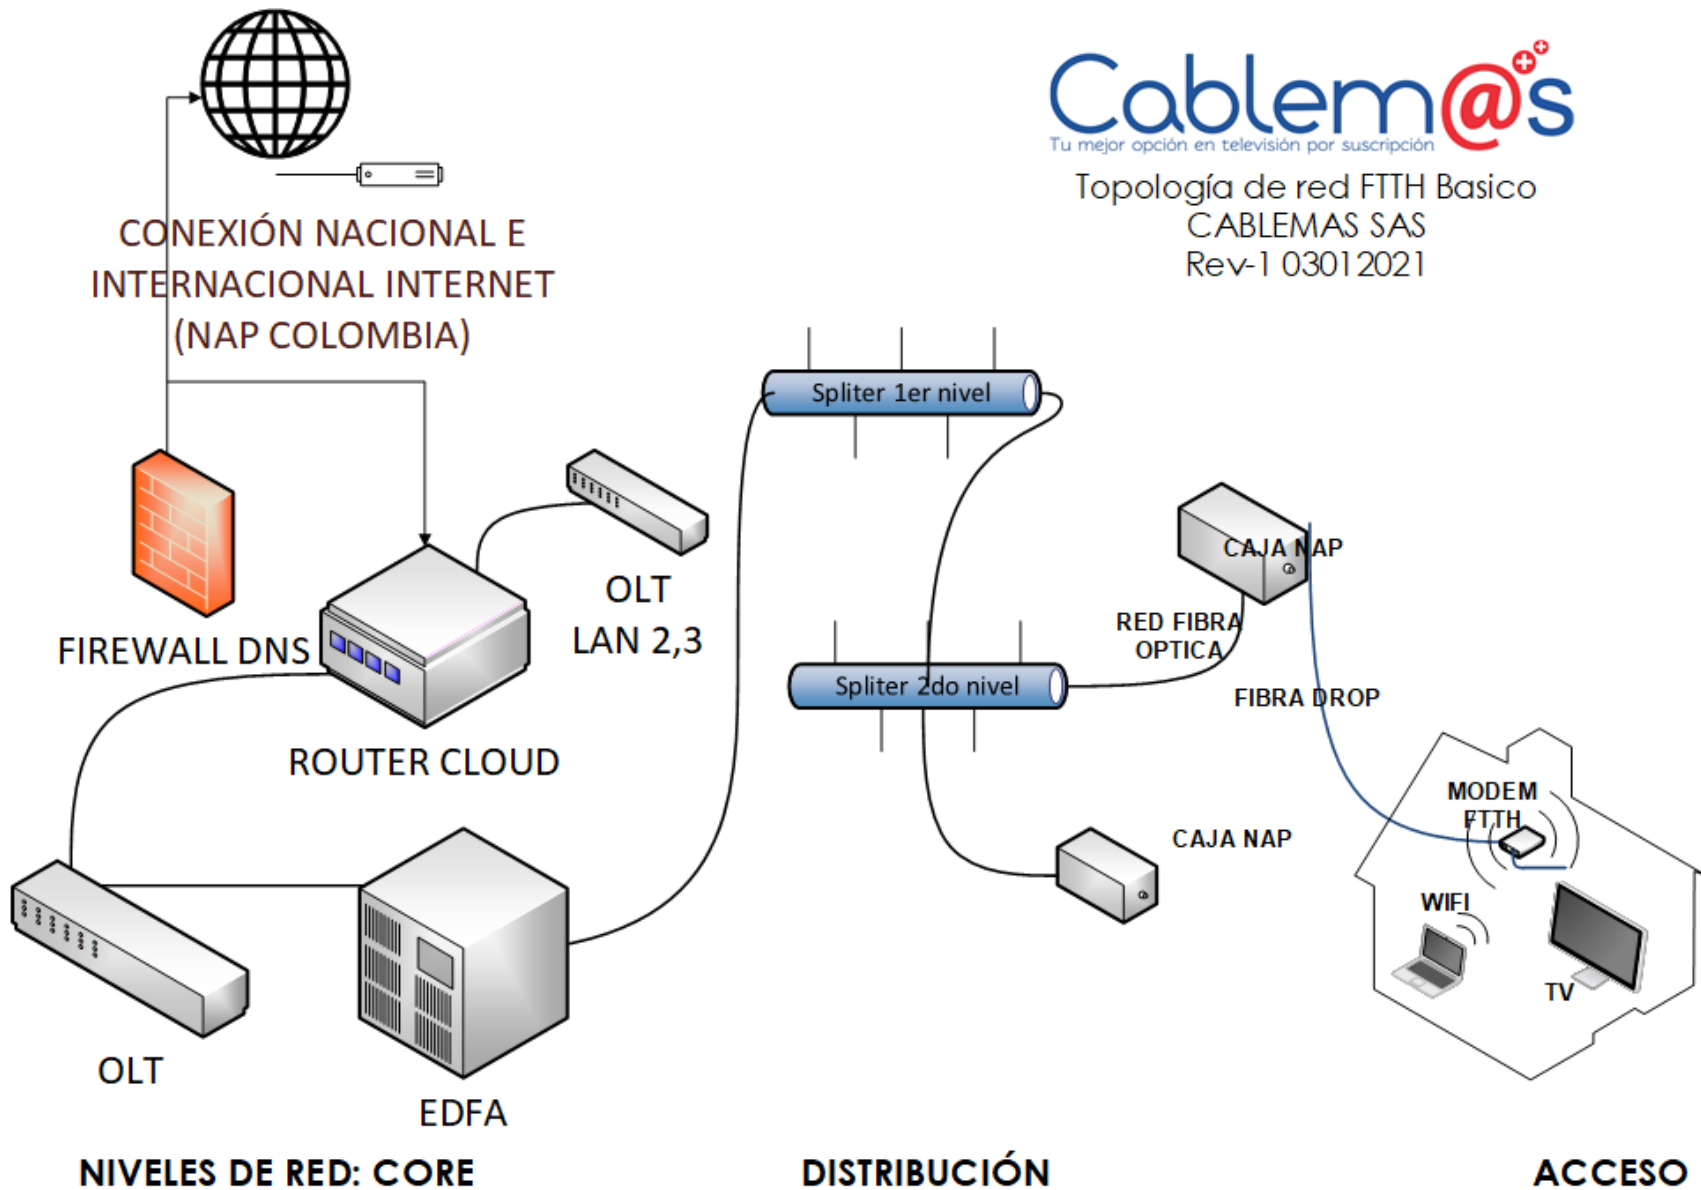 Cablem@s
Tu mejor opción en televisión por suscripción
Topología de red FTTH Basico
CABLEMAS SAS
Rev-1 03012021
CONEXIÓN NACIONAL E
INTERNACIONAL INTERNET
(NAP COLOMBIA)
Spliter 1er nivel
CAJA NAP
OLT
LAN 2,3
FIREWALL DNS
RED FIBRA
OPTICA
Spliter 2do nivel
FIBRA DROP
ROUTER CLOUD
MODEM
FTTH
CAJA NAP
WIFI
TV
OLT
EDFA
NIVELES DE RED: CORE
DISTRIBUCIÓN
ACCESO